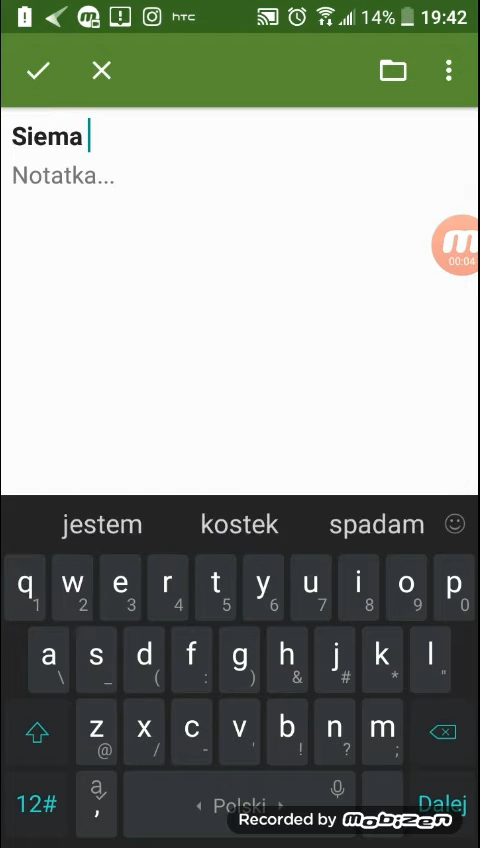 htc 14% 19:42
Siema
Notatka...
m
00:04
jestem kostek spadam
q w e r t y u i o p
1 2 3 4 5 6 7 8 9 0
a s d f g h j k l
\ _ ( : ) & # * "
z x c v b n m
@ / - ' ! ? ;
12# a , Polski Dalej
Recorded by mobizen